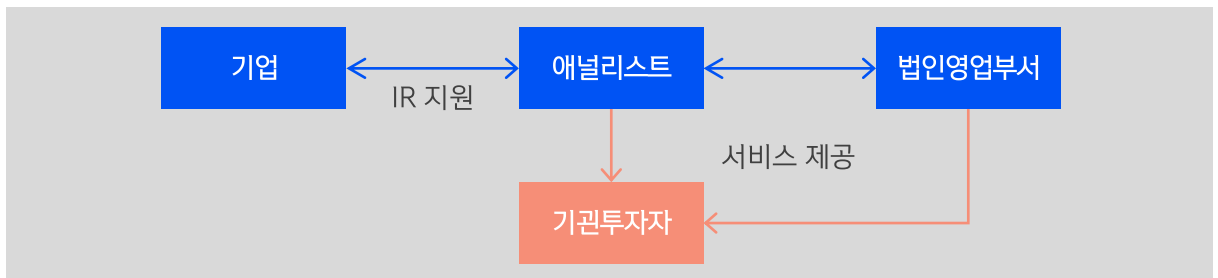 기업
애널리스트
법인영업부서
IR 지원
서비스 제공
기관투자자